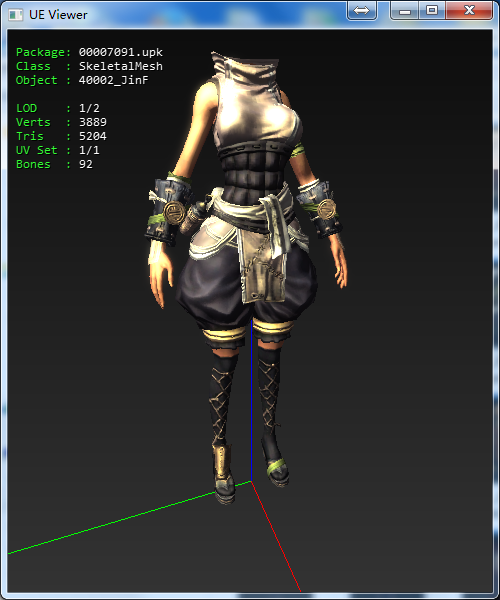 UE Viewer
Package: 00007091.upk
Class : SkeletalMesh
Object : 40002_JinF
LOD : 1/2
Verts : 3889
Tris : 5204
UV Set : 1/1
Bones : 92